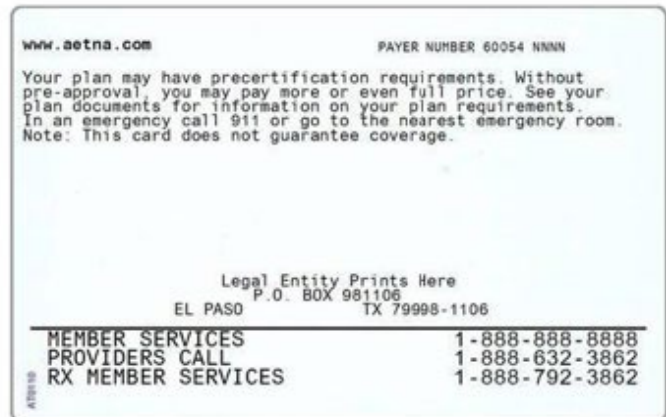 www.aetna.com PAYER NUMBER 60054 NNNN
Your plan may have precertification requirements. Without
pre-approval, you may pay more or even full price. See your
plan documents for information on your plan requirements.
In an emergency call 911 or go to the nearest emergency room.
Note: This card does not guarantee coverage.
Legal Entity Prints Here
P.O. BOX 981106
EL PASO TX 79998-1106
MEMBER SERVICES 1-888-888-8888
PROVIDERS CALL 1-888-632-3862
RX MEMBER SERVICES 1-888-792-3862
AT0110